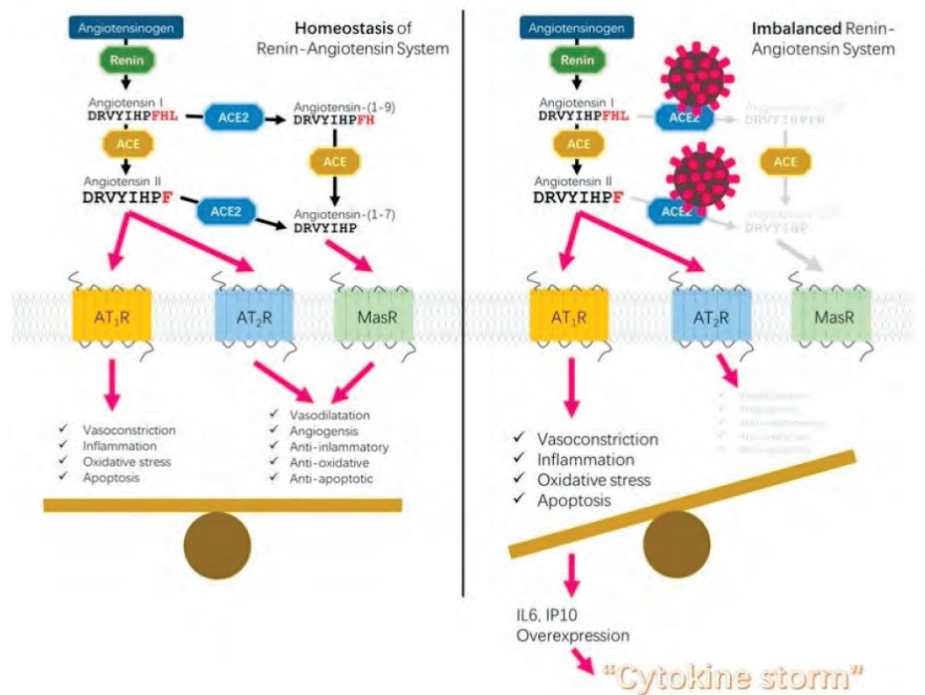 Angiotensinogen
Homeostasis of
Renin-Angiotensin System
Renin
Angiotensin I
DRVYIHPFHL
ACE2
Angiotensin-(1-9)
DRVYIHPFH
ACE
ACE
Angiotensin II
DRVYIHPF
ACE2
Angiotensin-(1-7)
DRVYIHP
AT1R
AT2R
MasR
✓ Vasoconstriction
✓ Inflammation
✓ Oxidative stress
✓ Apoptosis
✓ Vasodilatation
✓ Angiogensis
✓ Anti-inlammatory
✓ Anti-oxidative
✓ Anti-apoptotic
Angiotensinogen
Imbalanced Renin-
Angiotensin System
Renin
Angiotensin I
DRVYIHPFHL
ACE2
ACE
ACE
Angiotensin II
DRVYIHPF
ACE2
AT1R
AT2R
MasR
✓ Vasoconstriction
✓ Inflammation
✓ Oxidative stress
✓ Apoptosis
IL6, IP10
Overexpression
"Cytokine storm"